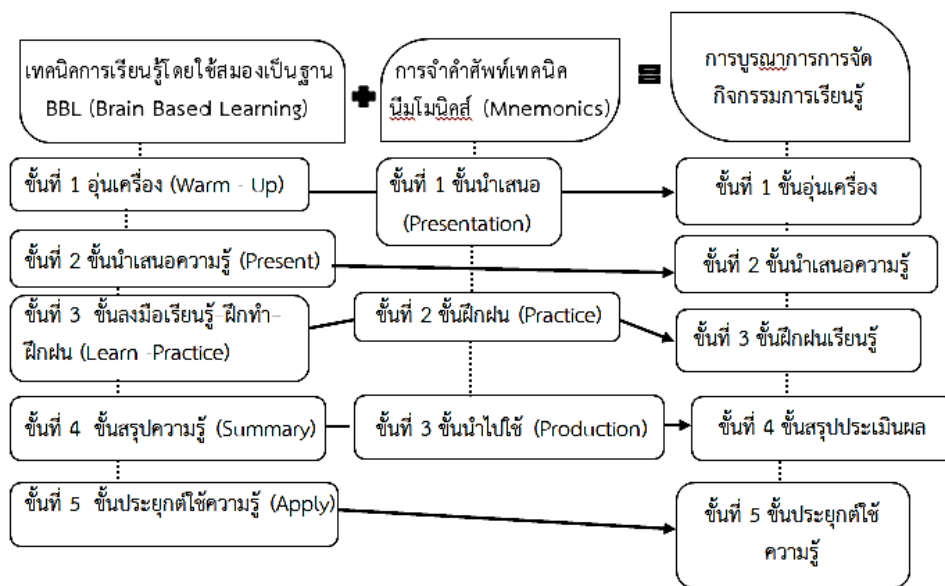 เทคนิคการเรียนรู้โดยใช้สมองเป็นฐาน
BBL (Brain Based Learning)
การจำคำศัพท์เทคนิค
นีมโมนิคส์ (Mnemonics)
การบูรณาการการจัด
กิจกรรมการเรียนรู้
ขั้นที่ 1 อุ่นเครื่อง (Warm - Up)
ขั้นที่ 1 ขั้นนำเสนอ
(Presentation)
ขั้นที่ 1 ขั้นอุ่นเครื่อง
ขั้นที่ 2 ขั้นนำเสนอความรู้ (Present)
ขั้นที่ 2 ขั้นนำเสนอความรู้
ขั้นที่ 3 ขั้นลงมือเรียนรู้-ฝึกทำ-
ฝึกฝน (Learn -Practice)
ขั้นที่ 2 ขั้นฝึกฝน (Practice)
ขั้นที่ 3 ขั้นฝึกฝนเรียนรู้
ขั้นที่ 4 ขั้นสรุปความรู้ (Summary)
ขั้นที่ 3 ขั้นนำไปใช้ (Production)
ขั้นที่ 4 ขั้นสรุปประเมินผล
ขั้นที่ 5 ขั้นประยุกต์ใช้ความรู้ (Apply)
ขั้นที่ 5 ขั้นประยุกต์ใช้
ความรู้